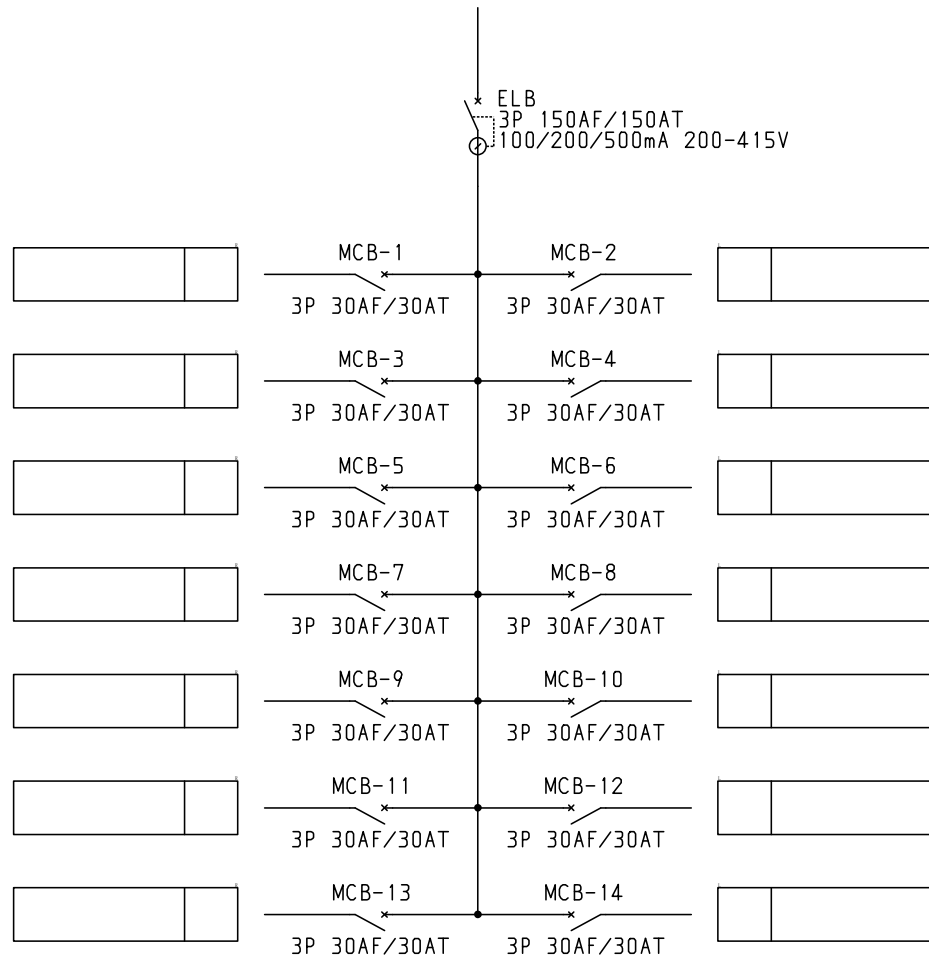 ELB
3P 150AF/150AT
100/200/500mA 200-415V
MCB-1 MCB-2
3P 30AF/30AT 3P 30AF/30AT
MCB-3 MCB-4
3P 30AF/30AT 3P 30AF/30AT
MCB-5 MCB-6
3P 30AF/30AT 3P 30AF/30AT
MCB-7 MCB-8
3P 30AF/30AT 3P 30AF/30AT
MCB-9 MCB-10
3P 30AF/30AT 3P 30AF/30AT
MCB-11 MCB-12
3P 30AF/30AT 3P 30AF/30AT
MCB-13 MCB-14
3P 30AF/30AT 3P 30AF/30AT